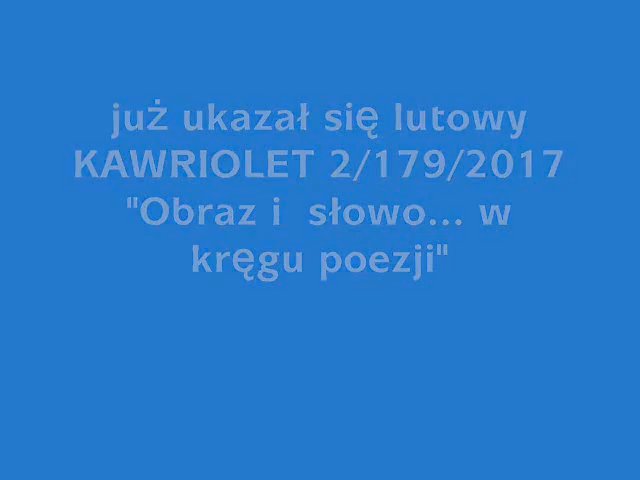 już ukazał się lutowy
KAWRIOLET 2/179/2017
"Obraz i  słowo... w
kręgu poezji"